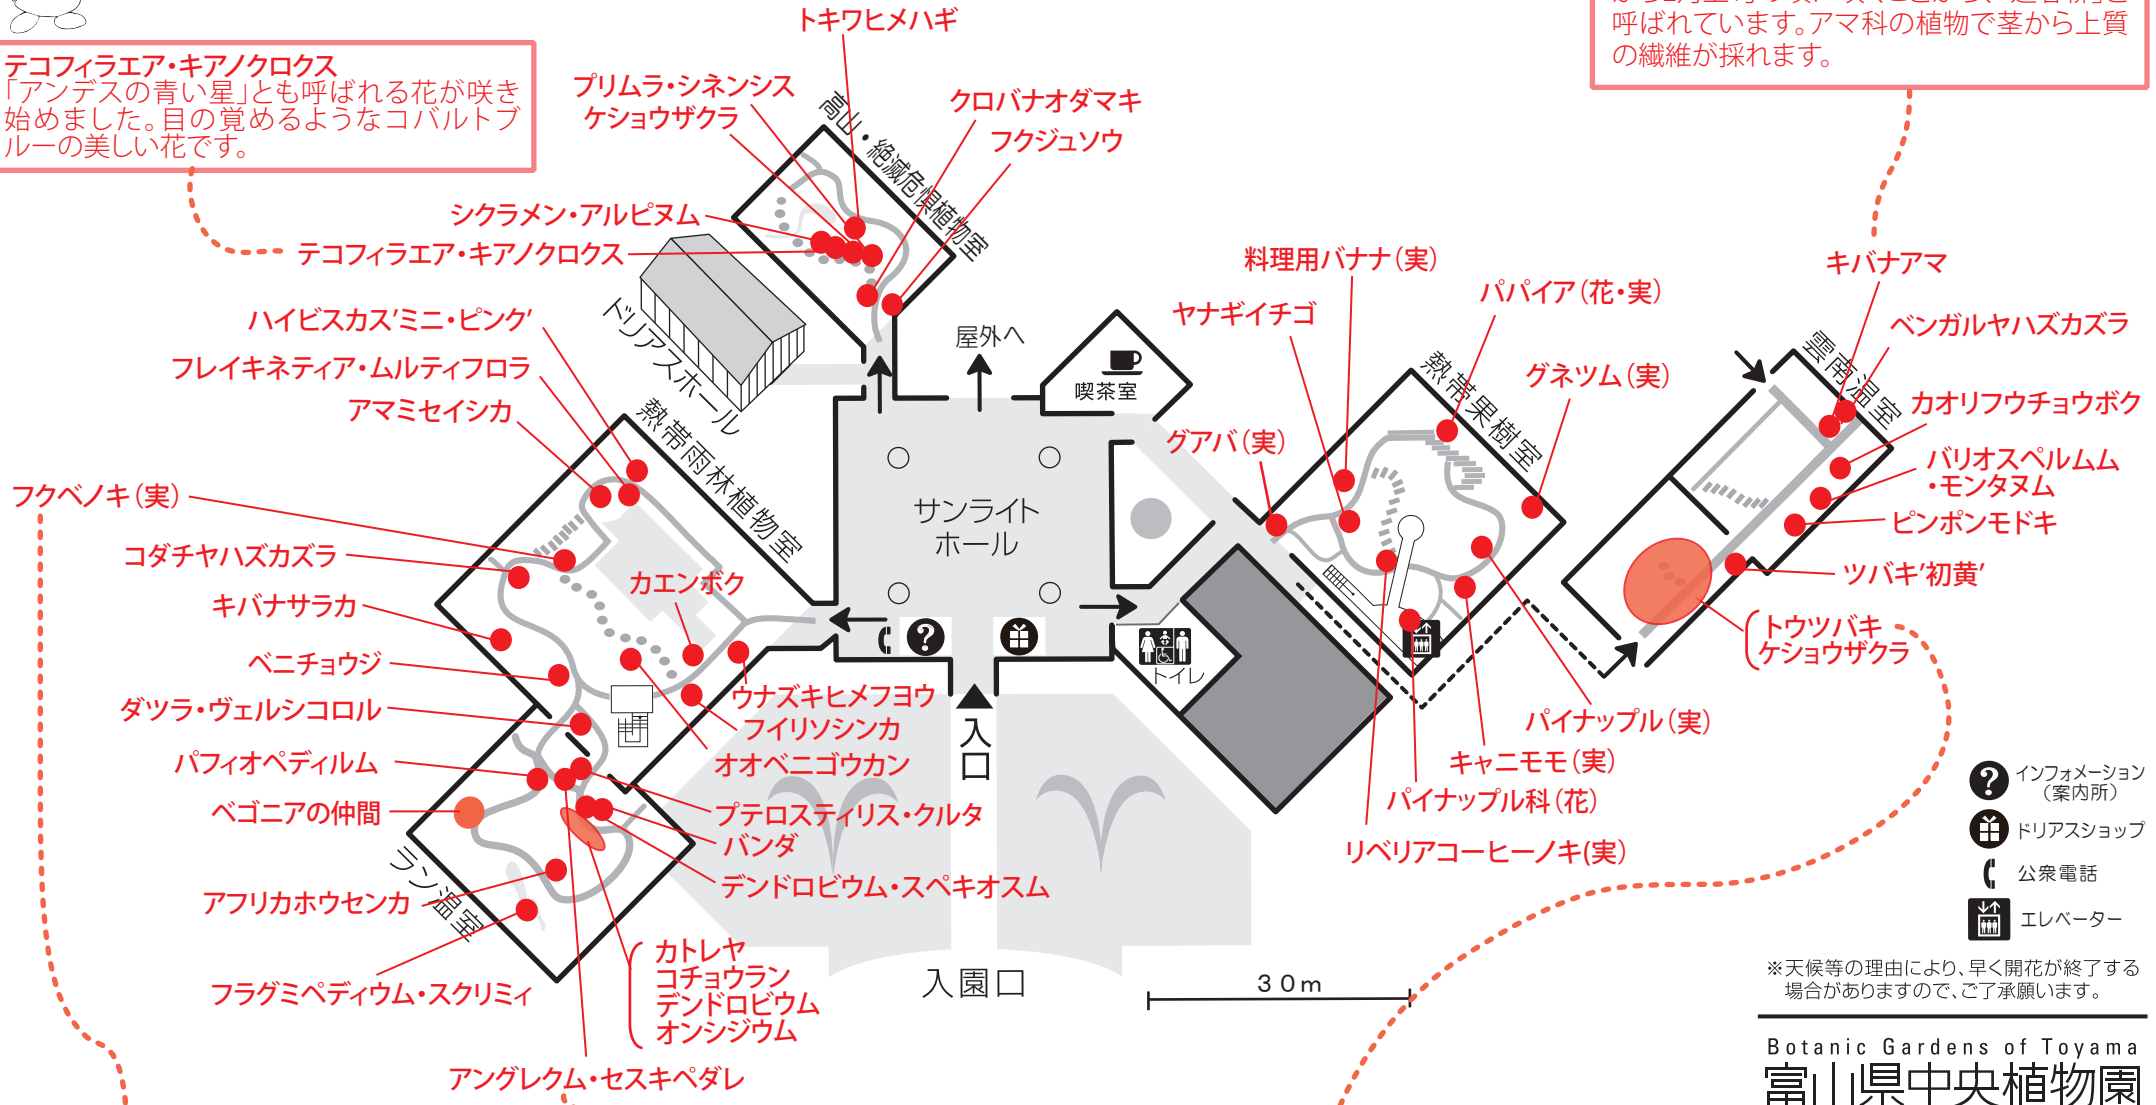 テコフィラエア・キアノクロクス
「アンデスの青い星」とも呼ばれる花が咲き
始めました。目の覚めるようなコバルトブ
ルーの美しい花です。
呼ばれています。アマ科の植物で茎から上質
の繊維が採れます。
トキワヒメハギ
プリムラ・シネンシス
ケショウザクラ
クロバナオダマキ
フクジュソウ
高山・絶滅危惧植物室
シクラメン・アルピヌム
テコフィラエア・キアノクロクス
ドリアスホール
ハイビスカス'ミニ・ピンク'
フレイキネティア・ムルティフロラ
アマミセイシカ
熱帯雨林植物室
フクベノキ（実）
コダチヤハズカズラ
キバナサラカ
ベニチョウジ
ダツラ・ヴェルシコロル
パフィオペディルム
ベゴニアの仲間
アフリカホウセンカ
ラン温室
フラグミペディウム・スクリミィ
カエンボク
ウナズキヒメフヨウ
フイリソシンカ
オオベニゴウカン
プテロスティリス・クルタ
バンダ
デンドロビウム・スペキオスム
カトレヤ
コチョウラン
デンドロビウム
オンシジウム
アングレクム・セスキペダレ
屋外へ
喫茶室
サンライト
ホール
トイレ
入口
入園口
30m
料理用バナナ（実）
ヤナギイチゴ
グアバ（実）
パパイア（花・実）
グネツム（実）
熱帯果樹室
パイナップル（実）
キャニモモ（実）
パイナップル科（花）
リベリアコーヒーノキ(実）
キバナアマ
ベンガルヤハズカズラ
雲南温室
カオリフウチョウボク
バリオスペルムム
・モンタヌム
ピンポンモドキ
ツバキ'初黄'
トウツバキ
ケショウザクラ
インフォメーション
（案内所）
ドリアスショップ
公衆電話
エレベーター
※天候等の理由により、早く開花が終了する
場合がありますので、ご了承願います。
Botanic Gardens of Toyama
富山県中央植物園